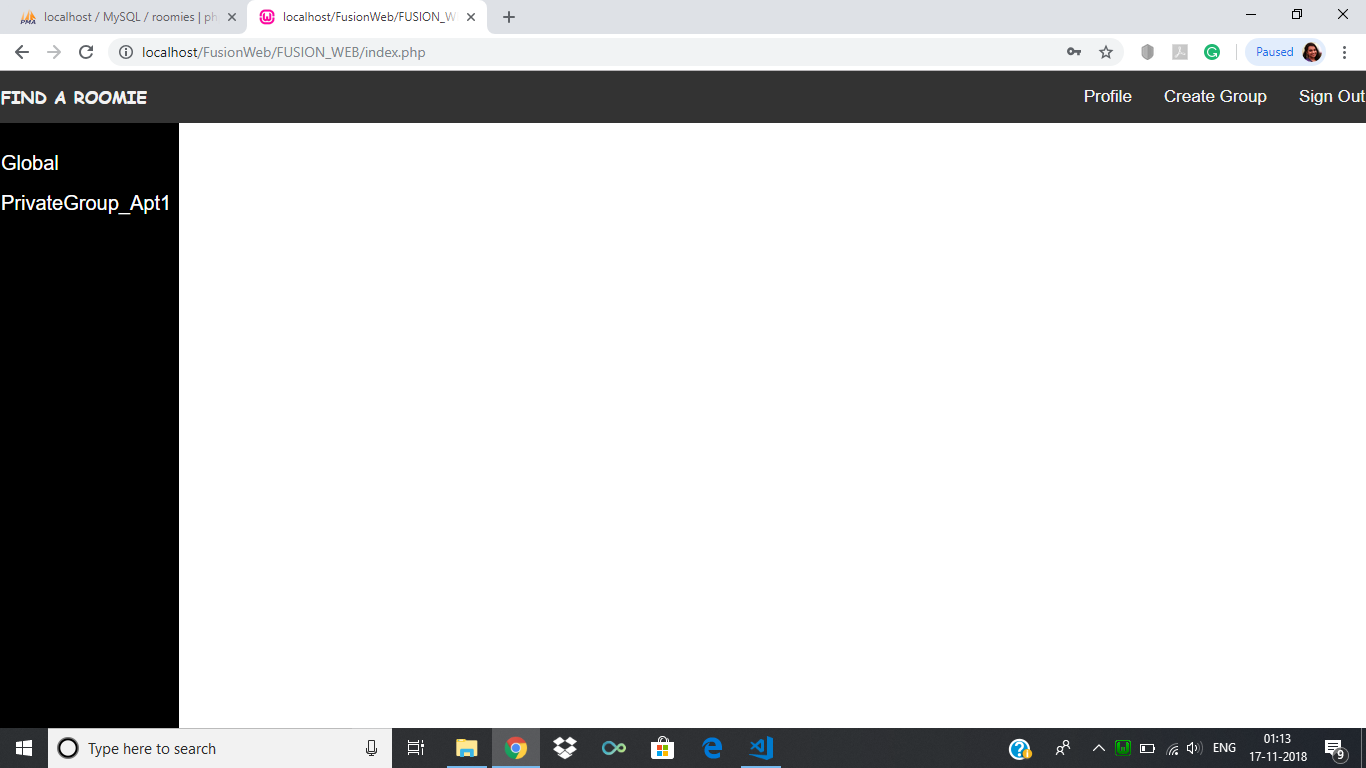 localhost / MySQL / roomies | ph
localhost/FusionWeb/FUSION_W
localhost/FusionWeb/FUSION_WEB/index.php
Paused
FIND A ROOMIE
Profile
Create Group
Sign Out
Global
PrivateGroup_Apt1
Type here to search
ENG
01:13
17-11-2018
9
PMA